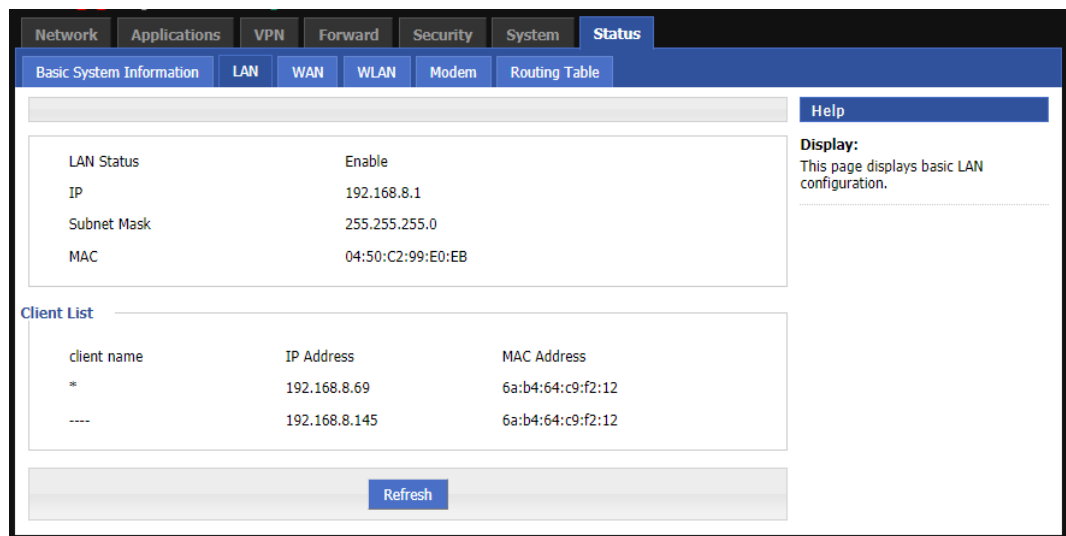 Network Applications VPN Forward Security System Status
Basic System Information LAN WAN WLAN Modem Routing Table
Help
Display:
This page displays basic LAN
configuration.
LAN Status Enable
IP 192.168.8.1
Subnet Mask 255.255.255.0
MAC 04:50:C2:99:E0:EB
Client List
client name IP Address MAC Address
* 192.168.8.69 6a:b4:64:c9:f2:12
---- 192.168.8.145 6a:b4:64:c9:f2:12
Refresh